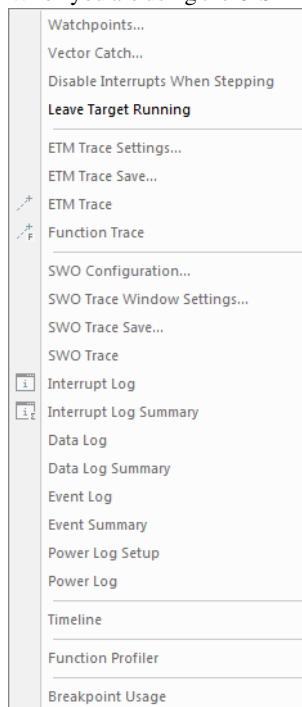 Watchpoints...
Vector Catch...
Disable Interrupts When Stepping
Leave Target Running
ETM Trace Settings...
ETM Trace Save...
ETM Trace
Function Trace
SWO Configuration...
SWO Trace Window Settings...
SWO Trace Save...
SWO Trace
Interrupt Log
Interrupt Log Summary
Data Log
Data Log Summary
Event Log
Event Summary
Power Log Setup
Power Log
Timeline
Function Profiler
Breakpoint Usage